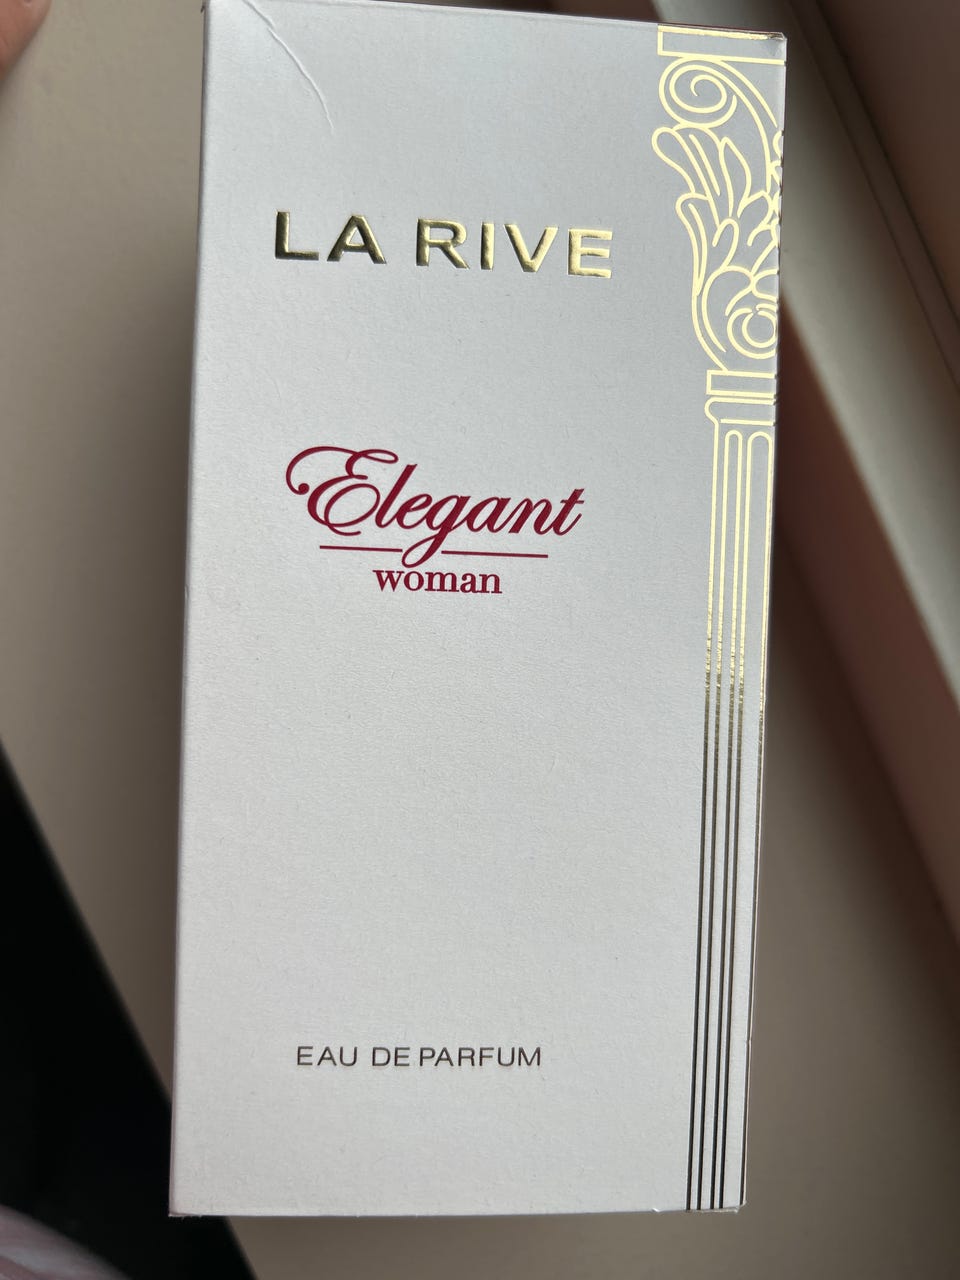 LA RIVE
Elegant
woman
EAU DE PARFUM